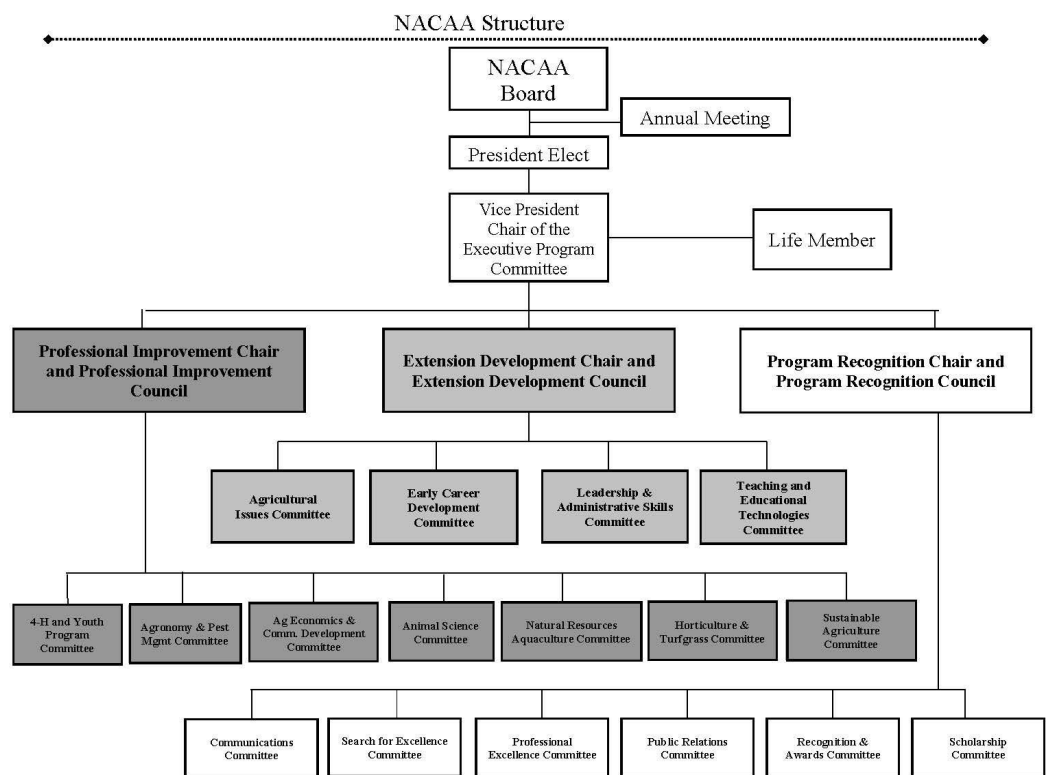 NACAA Structure
NACAA
Board
Annual Meeting
President Elect
Vice President
Chair of the
Executive Program
Committee
Life Member
Professional Improvement Chair
and Professional Improvement
Council
Extension Development Chair and
Extension Development Council
Program Recognition Chair and
Program Recognition Council
Agricultural
Issues Committee
Early Career
Development
Committee
Leadership &
Administrative Skills
Committee
Teaching and
Educational
Technologies
Committee
4-H and Youth
Program
Committee
Agronomy & Pest
Mgmt Committee
Ag Economics &
Comm. Development
Committee
Animal Science
Committee
Natural Resources
Aquaculture Committee
Horticulture &
Turfgrass Committee
Sustainable
Agriculture
Committee
Communications
Committee
Search for Excellence
Committee
Professional
Excellence Committee
Public Relations
Committee
Recognition &
Awards Committee
Scholarship
Committee